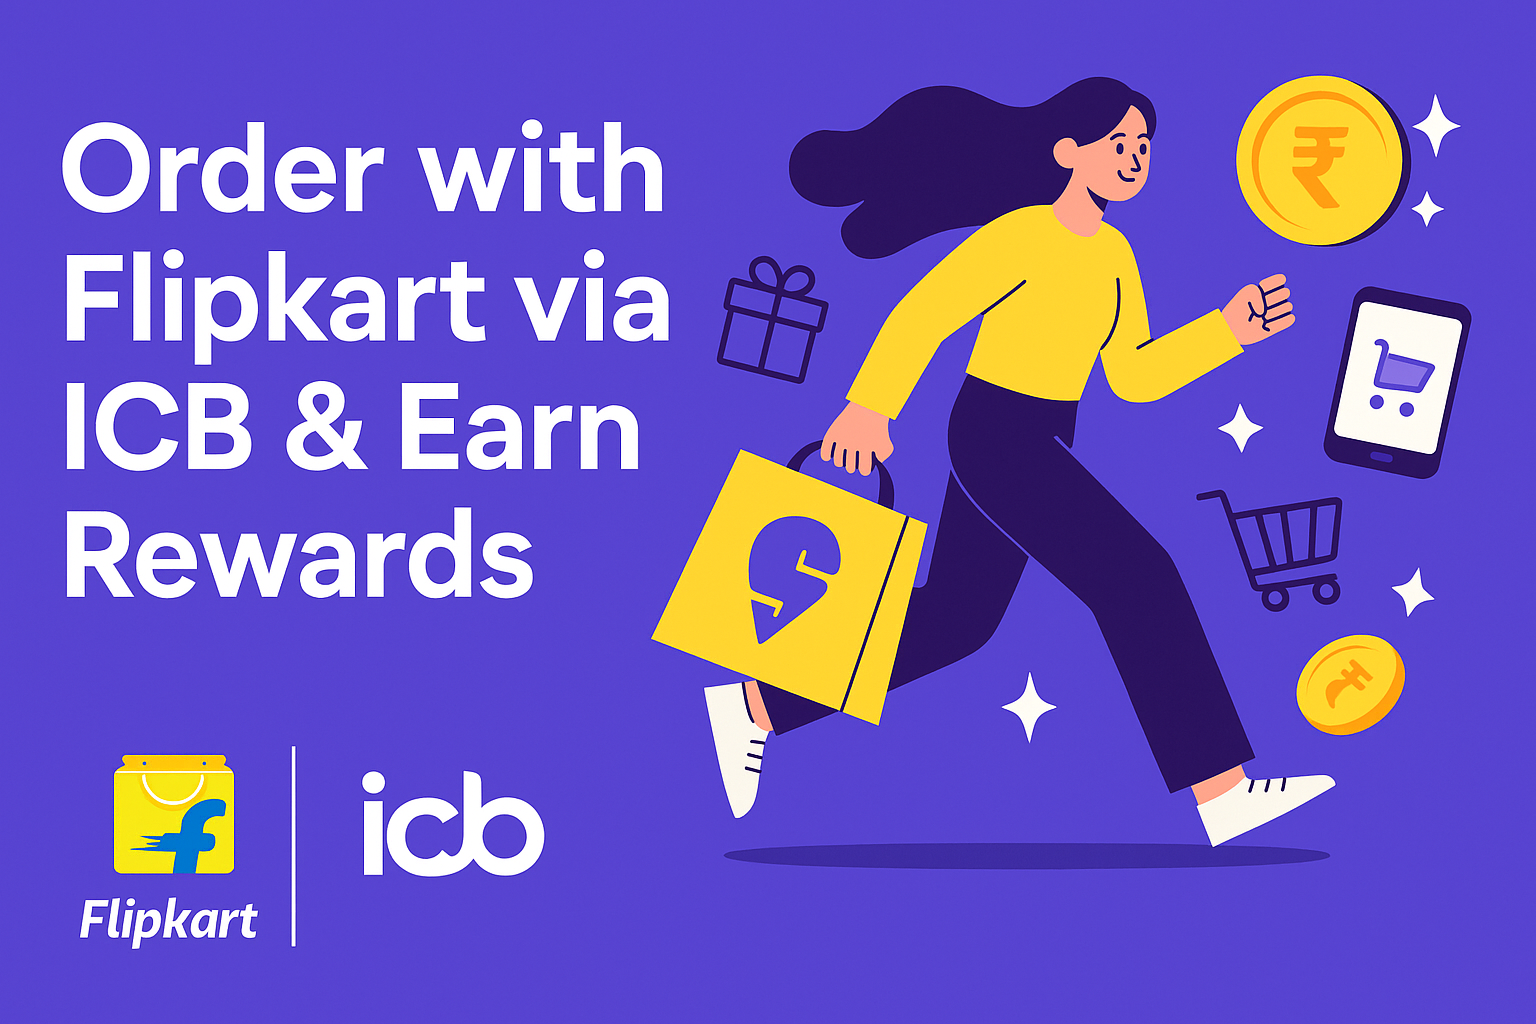 Order with
Flipkart via
ICB & Earn
Rewards
₹
₹
f
Flipkart
icb